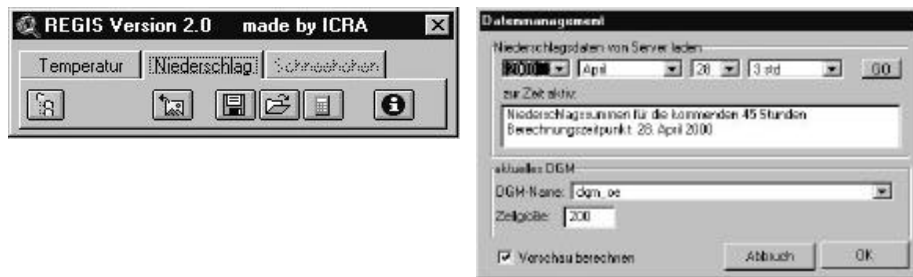 REGIS Version 2.0 made by ICRA
Temperatur Niederschlag Schneehöhen
Datenmanagement
Niederschlagsdaten von Server laden
2000 April 28 3 std GO
zur Zeit aktiv:
Niederschlagssummen für die kommenden 45 Stunden
Berechnungszeitpunkt: 28. April 2000
aktuelles DGM
DGM-Name: dgm_oe
Zellgröße: 200
Vorschau berechnen Abbruch OK